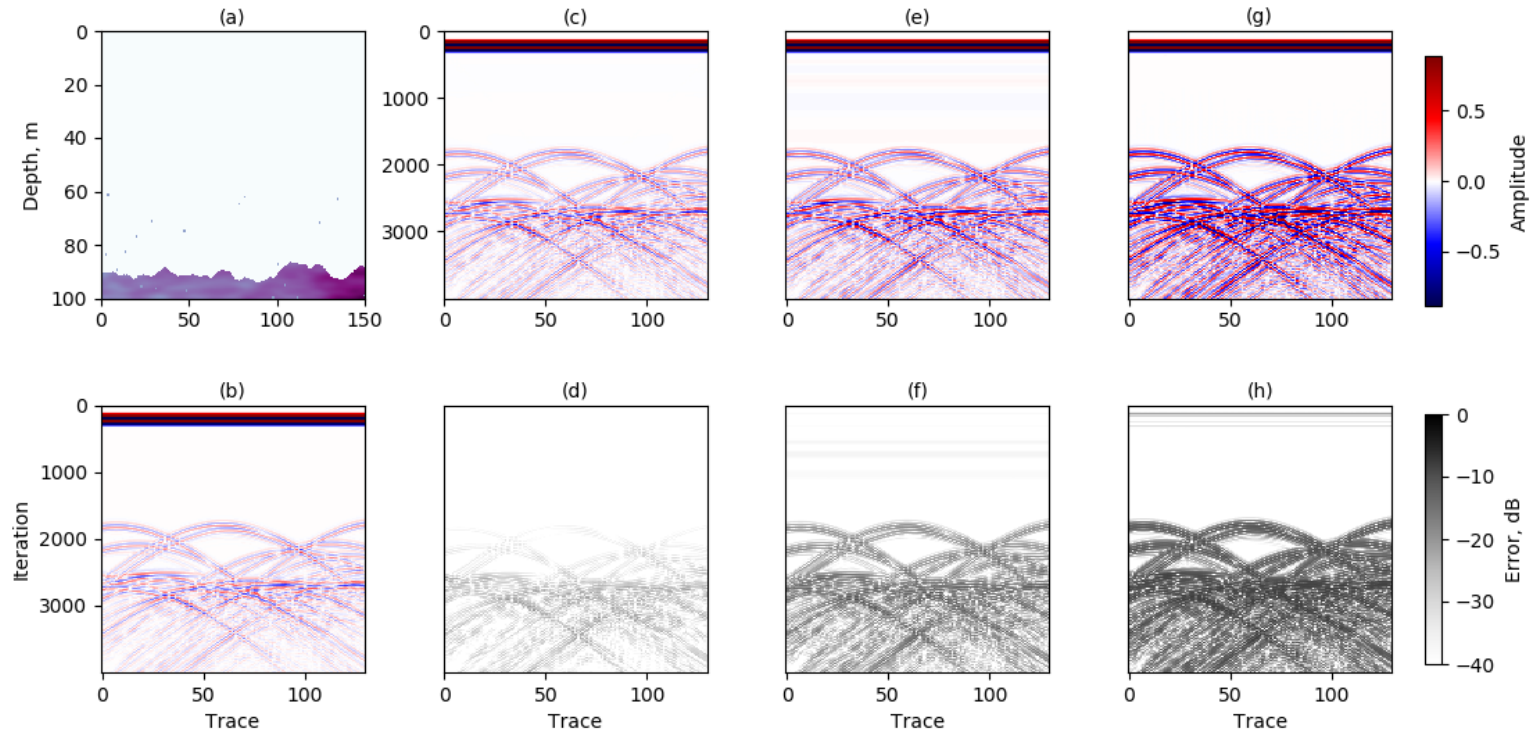 (a) (c) (e) (g)
0 20 40 60 80 100
Depth, m
0 50 100 150
0 1000 2000 3000
0 50 100
0 50 100
0 50 100
0.5 0.0 −0.5
Amplitude
(b) (d) (f) (h)
0 1000 2000 3000
Iteration
0 50 100
Trace
0 50 100
Trace
0 50 100
Trace
0 50 100
Trace
0 −10 −20 −30 −40
Error, dB